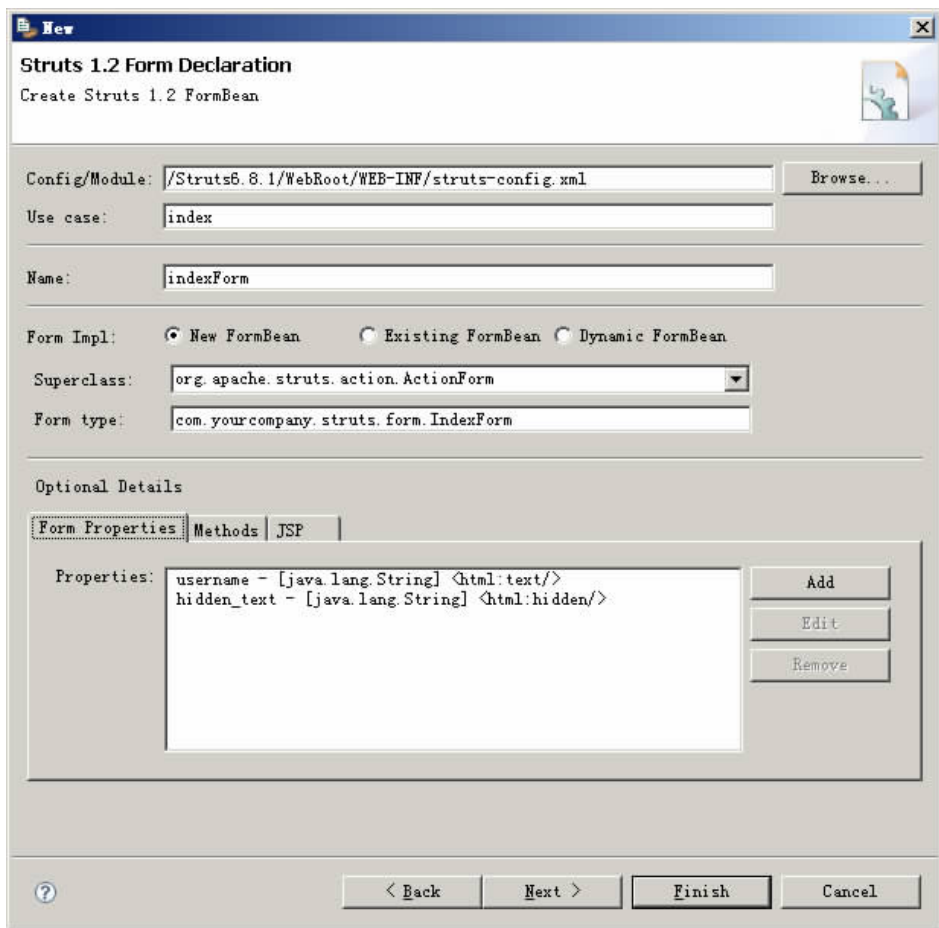 New
Struts 1.2 Form Declaration
Create Struts 1.2 FormBean
Config/Module: /Struts6.8.1/WebRoot/WEB-INF/struts-config.xml Browse...
Use case: index
Name: indexForm
Form Impl: New FormBean Existing FormBean Dynamic FormBean
Superclass: org.apache.struts.action.ActionForm
Form type: com.yourcompany.struts.form.IndexForm
Optional Details
Form Properties Methods JSP
Properties: username - [java.lang.String] <html:text/> Add
hidden_text - [java.lang.String] <html:hidden/>
Edit
Remove
? < Back Next > Finish Cancel